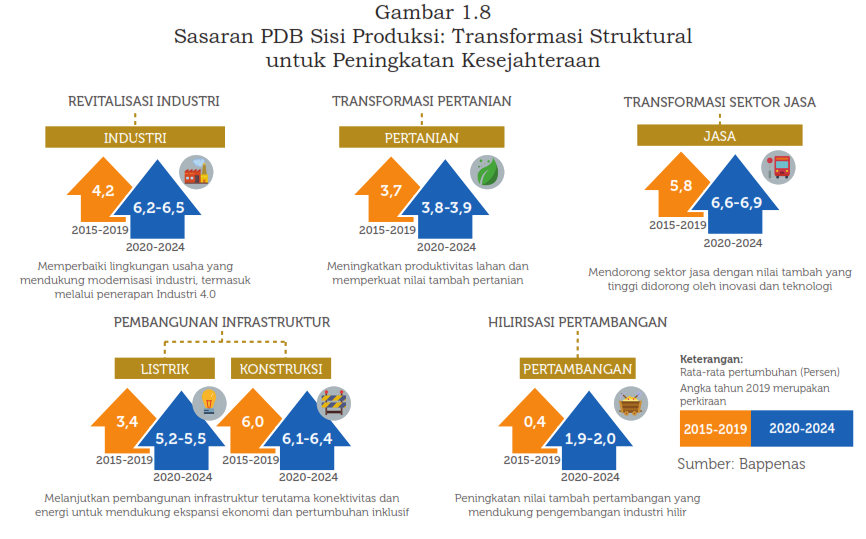 Gambar 1.8
Sasaran PDB Sisi Produksi: Transformasi Struktural
untuk Peningkatan Kesejahteraan
REVITALISASI INDUSTRI
INDUSTRI
4,2
6,2-6,5
2015-2019
2020-2024
Memperbaiki lingkungan usaha yang
mendukung modernisasi industri, termasuk
melalui penerapan Industri 4.0
TRANSFORMASI PERTANIAN
PERTANIAN
3,7
3,8-3,9
2015-2019
2020-2024
Meningkatkan produktivitas lahan dan
memperkuat nilai tambah pertanian
TRANSFORMASI SEKTOR JASA
JASA
5,8
6,6-6,9
2015-2019
2020-2024
Mendorong sektor jasa dengan nilai tambah yang
tinggi didorong oleh inovasi dan teknologi
PEMBANGUNAN INFRASTRUKTUR
LISTRIK
3,4
5,2-5,5
2015-2019
2020-2024
KONSTRUKSI
6,0
6,1-6,4
2015-2019
2020-2024
Melanjutkan pembangunan infrastruktur terutama konektivitas dan
energi untuk mendukung ekspansi ekonomi dan pertumbuhan inklusif
HILIRISASI PERTAMBANGAN
PERTAMBANGAN
0,4
1,9-2,0
2015-2019
2020-2024
Peningkatan nilai tambah pertambangan yang
mendukung pengembangan industri hilir
Keterangan:
Rata-rata pertumbuhan (Persen)
Angka tahun 2019 merupakan
perkiraan
2015-2019
2020-2024
Sumber: Bappenas